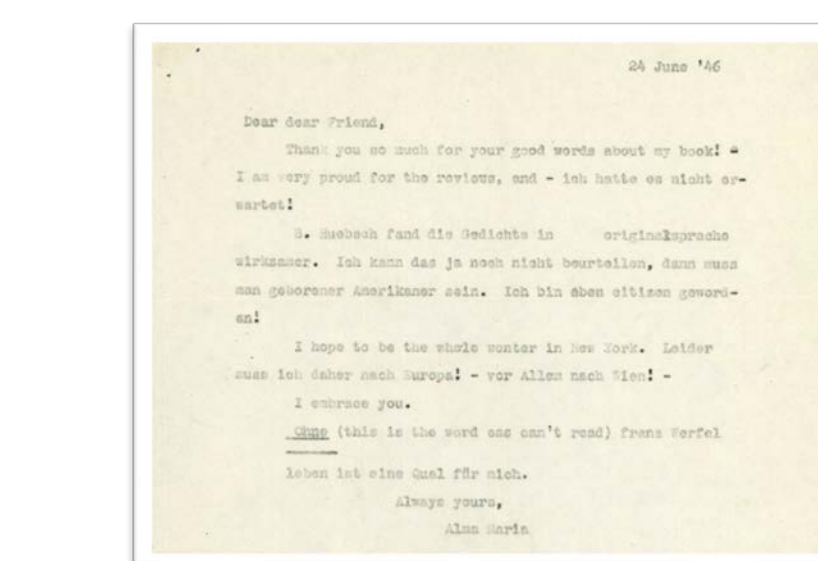 24 June '46
Dear dear Friend,
Thank you so much for your good words about my book! -
I am very proud for the reviews, and - ich hatte es nicht er-
wartet!
B. Huebsch fand die Gedichte in originalsprache
wirksamer. Ich kann das ja noch nicht beurteilen, dann muss
man geborener Amerikaner sein. Ich bin eben citizen geword-
en!
I hope to be the whole wonter in New York. Leider
muss ich daher nach Europa! - vor Allem nach Wien! -
I embrace you.
Ohne (this is the word can't read) franz Werfel
leben ist eine Qual für mich.
Always yours,
Alma Maria